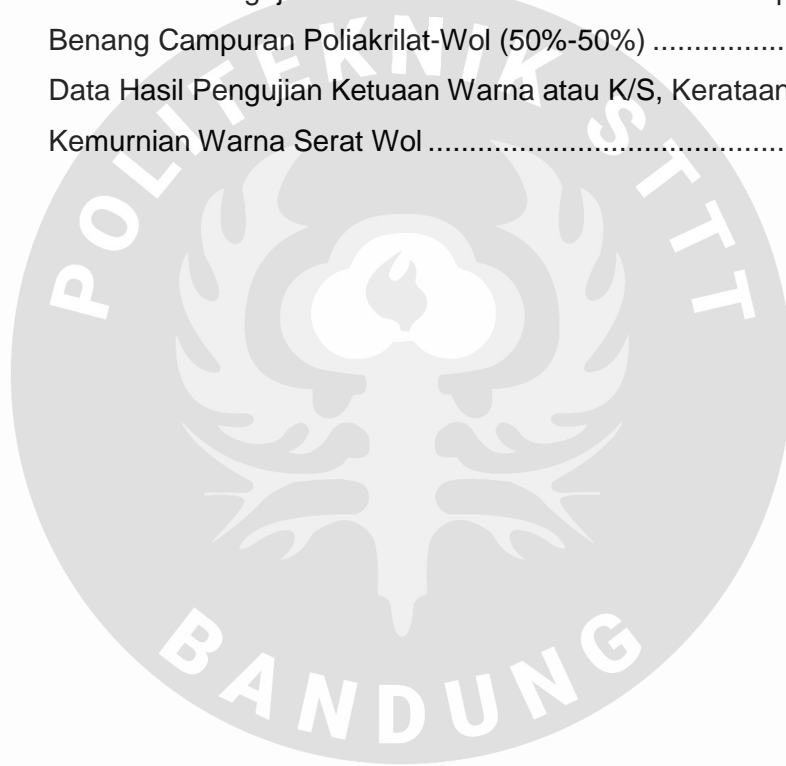 Benang Campuran Poliakrilat-Wol (50%-50%) ................
Data Hasil Pengujian Ketuaan Warna atau K/S, Kerataan
Kemurnian Warna Serat Wol ..........................................
POLITEKNIK STTT
BANDUNG